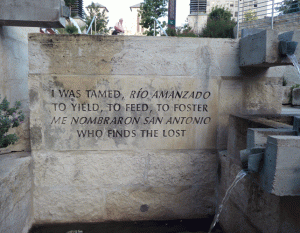 I WAS TAMED, RÍO AMANZADO
TO YIELD, TO FEED, TO FOSTER
ME NOMBRARON SAN ANTONIO
WHO FINDS THE LOST